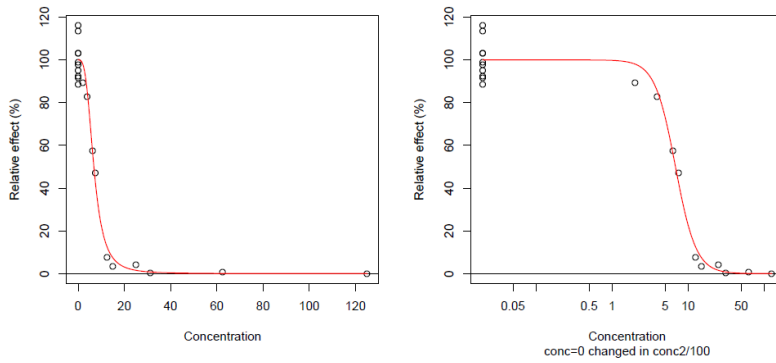 Relative effect (%)
0 20 40 60 80 100 120
0 20 40 60 80 100 120
Concentration
Relative effect (%)
0 20 40 60 80 100 120
0.05 0.5 1 5 10 50
Concentration
conc=0 changed in conc2/100